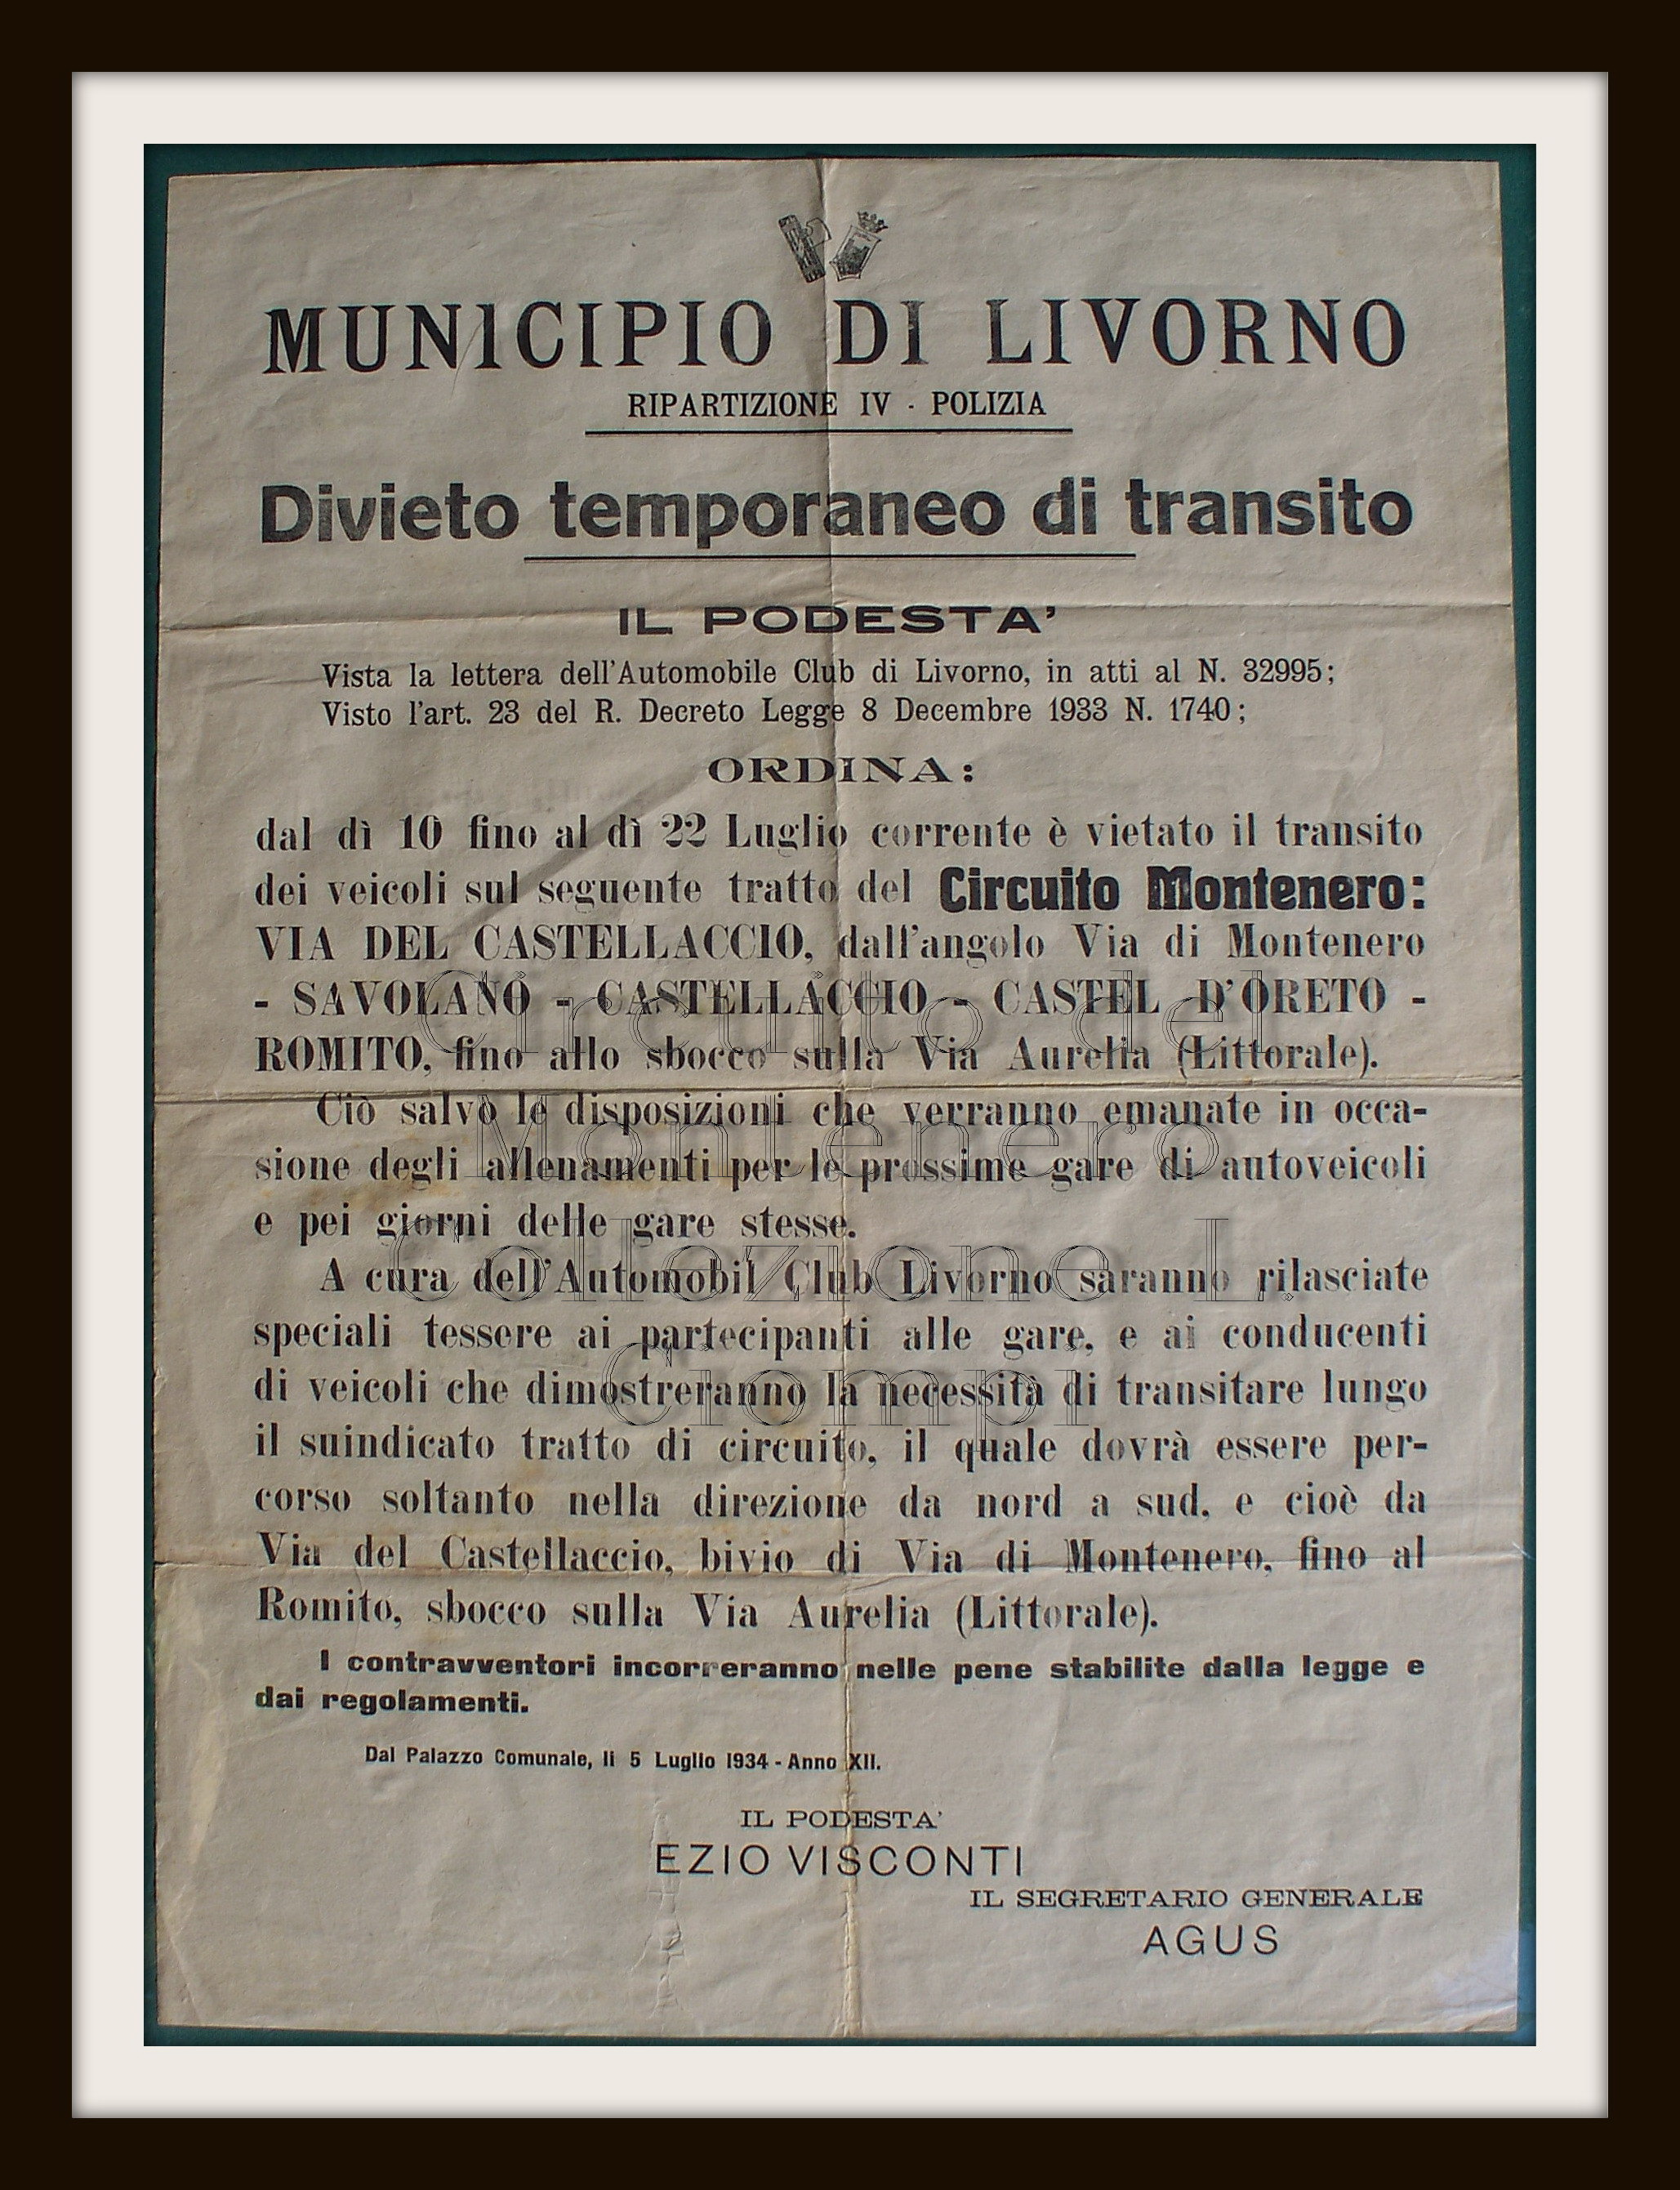 MUNICIPIO DI LIVORNO
RIPARTIZIONE IV - POLIZIA
Divieto temporaneo di transito
IL PODESTA'
Vista la lettera dell'Automobile Club di Livorno, in atti al N. 32995;
Visto l'art. 23 del R. Decreto Legge 8 Decembre 1933 N. 1740;
ORDINA:
dal dì 10 fino al dì 22 Luglio corrente è vietato il transito
dei veicoli sul seguente tratto del Circuito Montenero:
VIA DEL CASTELLACCIO, dall'angolo Via di Montenero
- SAVOLANO - CASTELLACCIO - CASTEL D'ORETO -
ROMITO, fino allo sbocco sulla Via Aurelia (Littorale).
Ciò salvo le disposizioni che verranno emanate in occa-
sione degli allenamenti per le prossime gare di autoveicoli
e pei giorni delle gare stesse.
A cura dell'Automobil Club Livorno saranno rilasciate
speciali tessere ai partecipanti alle gare, e ai conducenti
di veicoli che dimostreranno la necessità di transitare lungo
il suindicato tratto di circuito, il quale dovrà essere per-
corso soltanto nella direzione da nord a sud, e cioè da
Via del Castellaccio, bivio di Via di Montenero, fino al
Romito, sbocco sulla Via Aurelia (Littorale).
I contravventori incorreranno nelle pene stabilite dalla legge e
dai regolamenti.
Dal Palazzo Comunale, li 5 Luglio 1934 - Anno XII.
IL PODESTA'
EZIO VISCONTI
IL SEGRETARIO GENERALE
AGUS
Circuito del
Montenero
Collezione L.
Ciompi